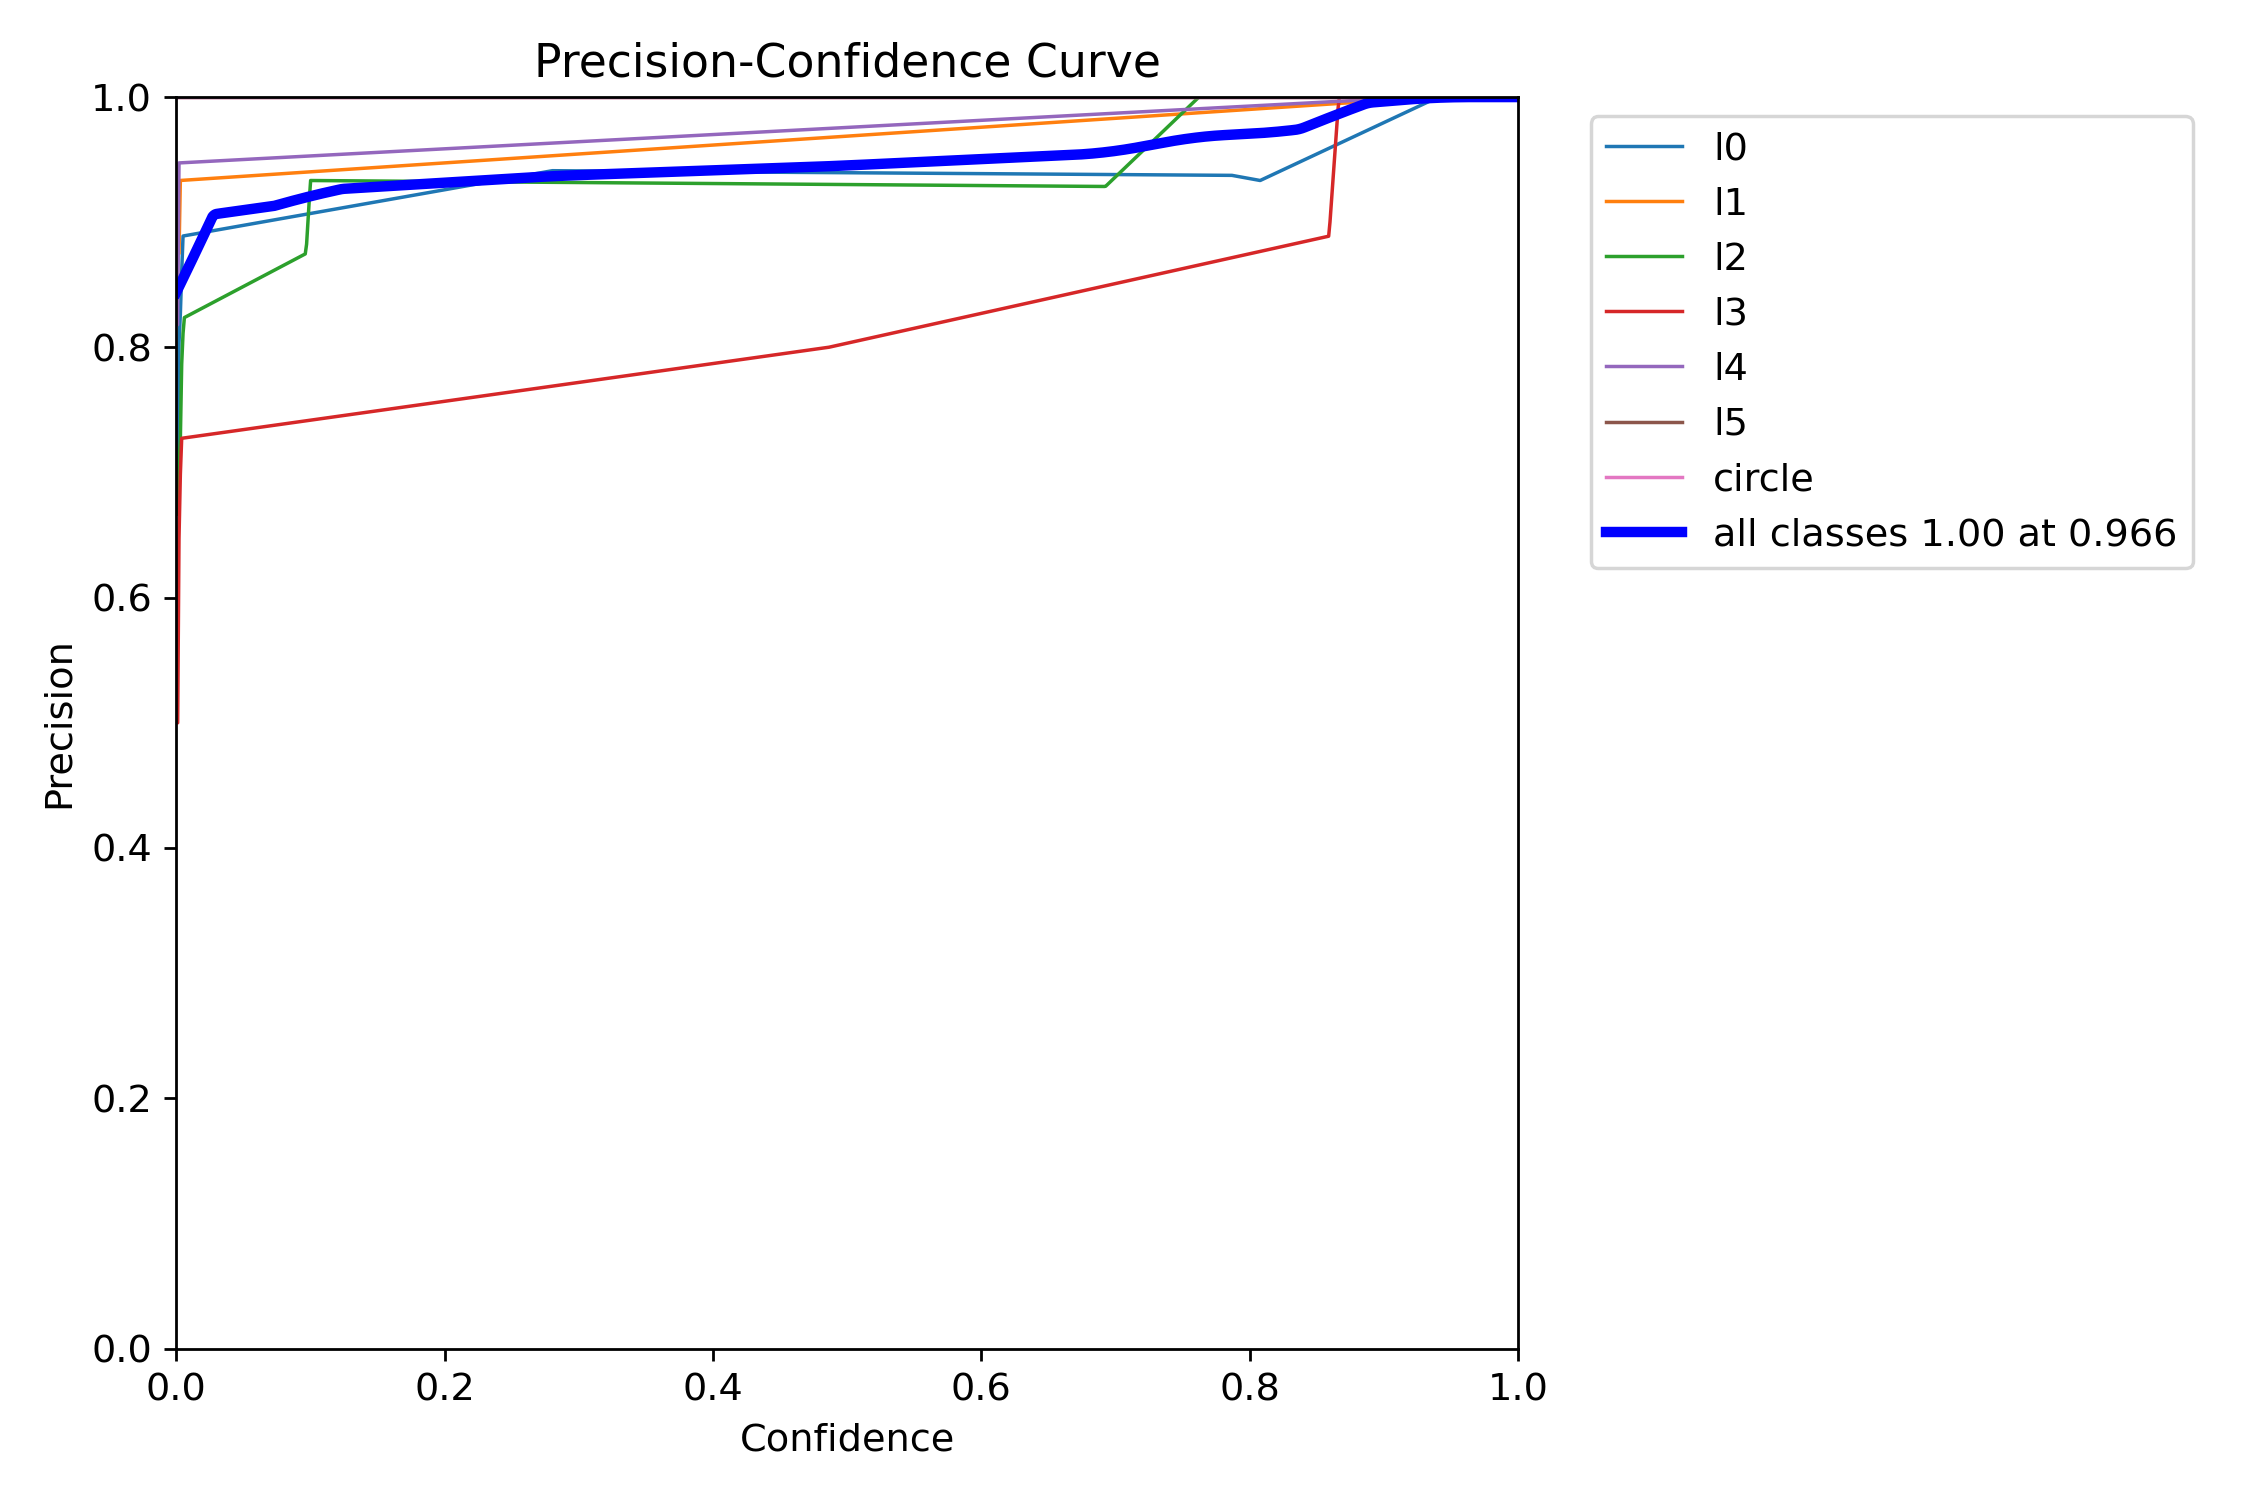 Precision-Confidence Curve
1.0
0.8
0.6
0.4
0.2
0.0
Precision
0.0 0.2 0.4 0.6 0.8 1.0
Confidence
l0
l1
l2
l3
l4
l5
circle
all classes 1.00 at 0.966